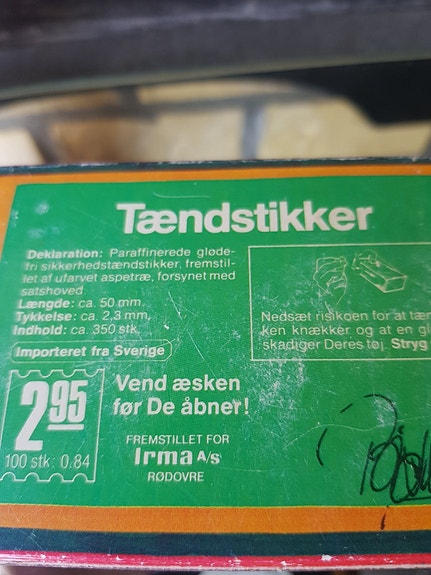 Tændstikker
Deklaration: Paraffinerede gløde-
fri sikkerhedstændstikker, fremstil-
let af ufarvet aspetræ, forsynet med
satshoved
Længde: ca. 50 mm.
Tykkelse: ca. 2,3 mm.
Indhold: ca. 350 stk.
Importeret fra Sverige
Nedsæt risikoen for at tæn
ken knækker og at en gl
skadiger Deres tøj. Stryg
2.95
100 stk. 0.84
Vend æsken
før De åbner!
FREMSTILLET FOR
Irma A/S
RØDOVRE